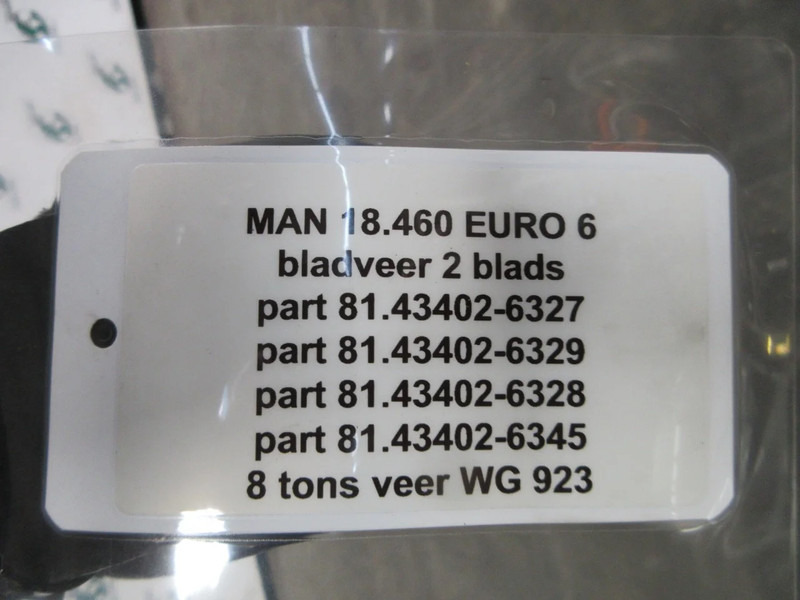 MAN 18.460 EURO 6
bladveer 2 blads
part 81.43402-6327
part 81.43402-6329
part 81.43402-6328
part 81.43402-6345
8 tons veer WG 923